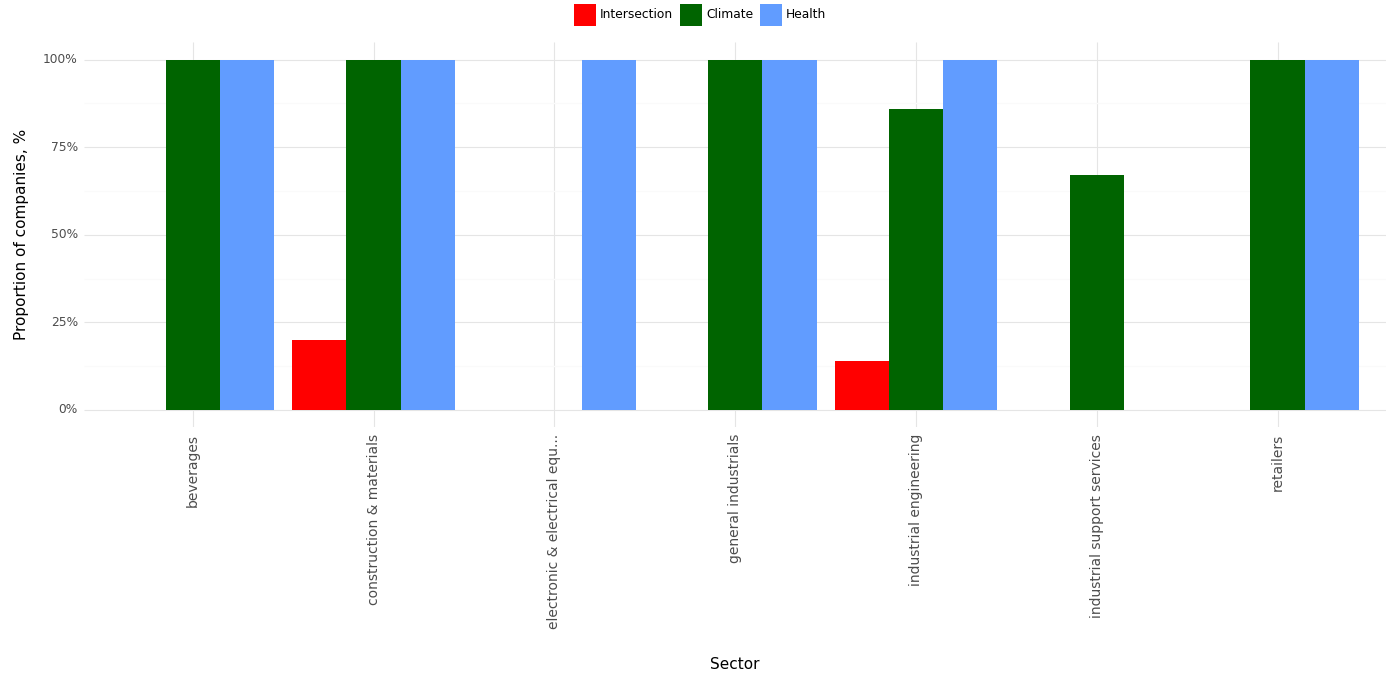 Intersection Climate Health
Proportion of companies, %
100%
75%
50%
25%
0%
beverages
construction & materials
electronic & electrical equ...
general industrials
industrial engineering
industrial support services
retailers
Sector